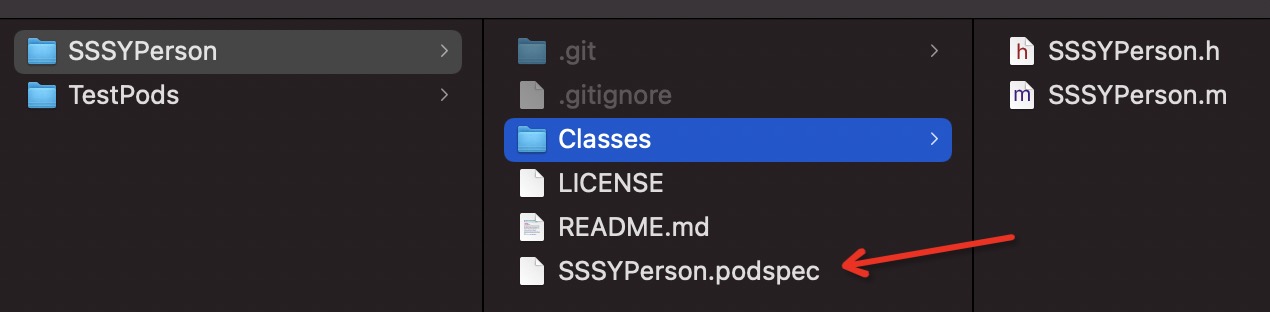 SSSYPerson
TestPods
.git
.gitignore
Classes
LICENSE
README.md
SSSYPerson.podspec
h SSSYPerson.h
m SSSYPerson.m